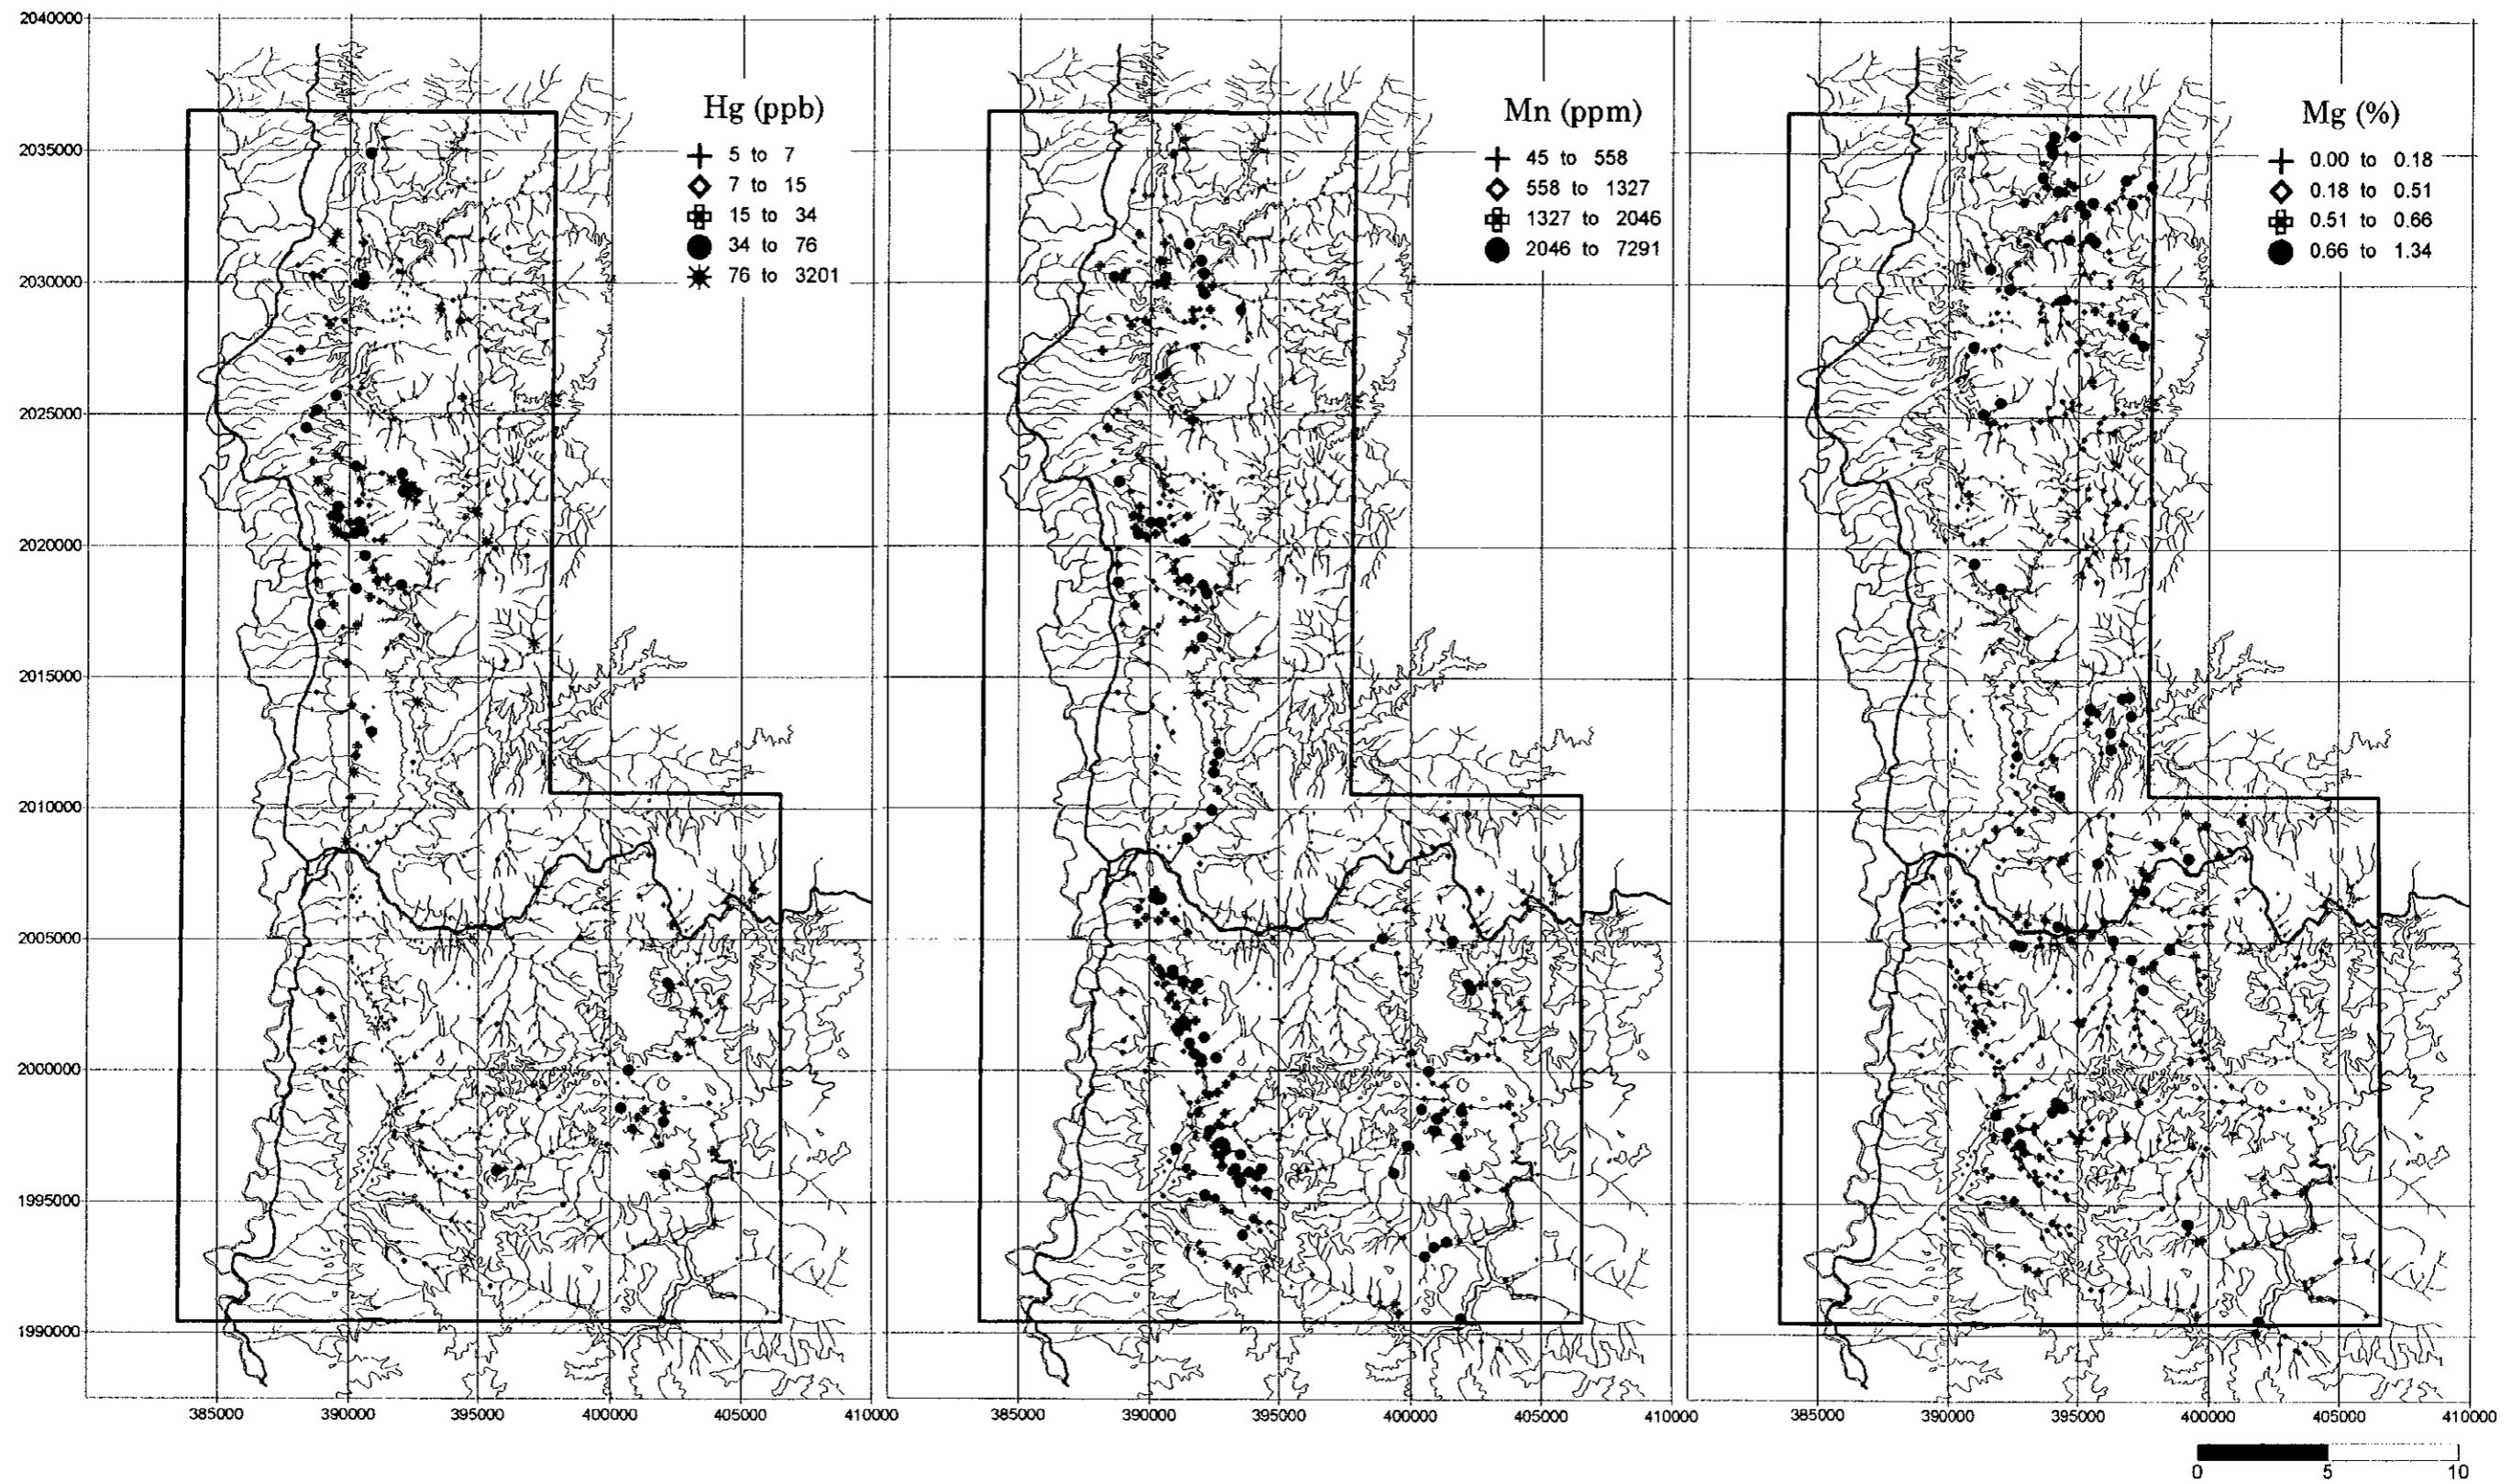 Hg (ppb)
5 to 7
7 to 15
15 to 34
34 to 76
76 to 3201
Mn (ppm)
45 to 558
558 to 1327
1327 to 2046
2046 to 7291
Mg (%)
0.00 to 0.18
0.18 to 0.51
0.51 to 0.66
0.66 to 1.34
2040000
2035000
2030000
2025000
2020000
2015000
2010000
2005000
2000000
1995000
1990000
385000 390000 395000 400000 405000 410000
385000 390000 395000 400000 405000 410000
385000 390000 395000 400000 405000 410000
0 5 10